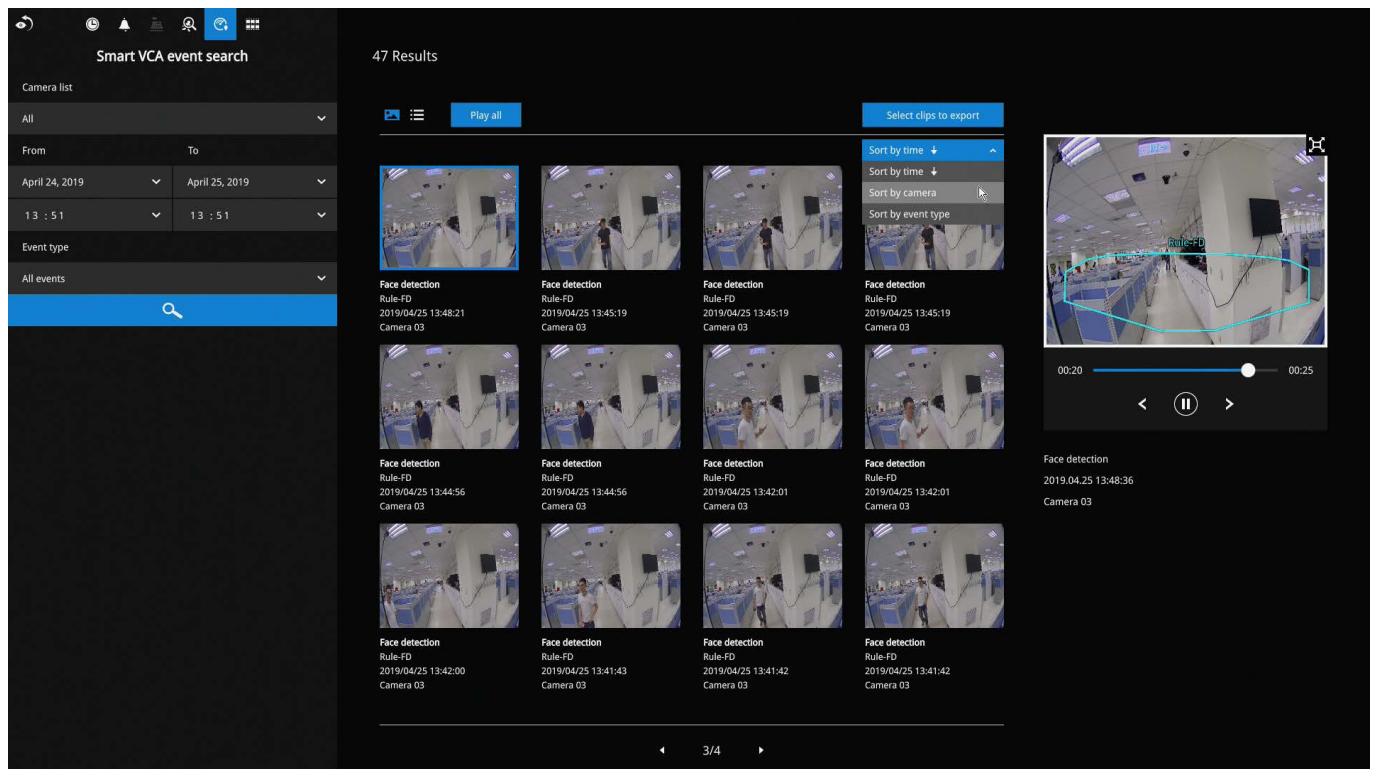 Smart VCA event search
Camera list
All
From To
April 24, 2019 April 25, 2019
13 : 51 13 : 51
Event type
All events
47 Results
Play all
Select clips to export
Sort by time
Sort by time
Sort by camera
Sort by event type
Face detection
Rule-FD
2019/04/25 13:48:21
Camera 03
Face detection
Rule-FD
2019/04/25 13:45:19
Camera 03
Face detection
Rule-FD
2019/04/25 13:45:19
Camera 03
Face detection
Rule-FD
2019/04/25 13:45:19
Camera 03
Face detection
Rule-FD
2019/04/25 13:44:56
Camera 03
Face detection
Rule-FD
2019/04/25 13:44:56
Camera 03
Face detection
Rule-FD
2019/04/25 13:42:01
Camera 03
Face detection
Rule-FD
2019/04/25 13:42:01
Camera 03
Face detection
Rule-FD
2019/04/25 13:42:00
Camera 03
Face detection
Rule-FD
2019/04/25 13:41:43
Camera 03
Face detection
Rule-FD
2019/04/25 13:41:42
Camera 03
Face detection
Rule-FD
2019/04/25 13:41:42
Camera 03
3/4
Rule-FD
00:20 00:25
Face detection
2019.04.25 13:48:36
Camera 03